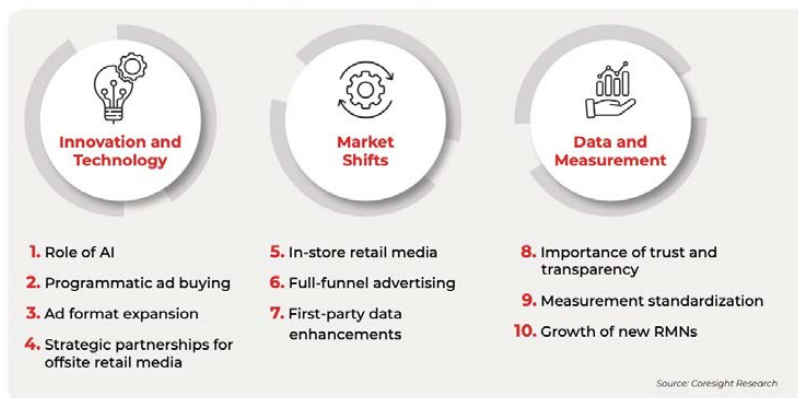 Innovation and
Technology
1. Role of AI
2. Programmatic ad buying
3. Ad format expansion
4. Strategic partnerships for
offsite retail media
Market
Shifts
5. In-store retail media
6. Full-funnel advertising
7. First-party data
enhancements
Data and
Measurement
8. Importance of trust and
transparency
9. Measurement standardization
10. Growth of new RMNs
Source: Coresight Research